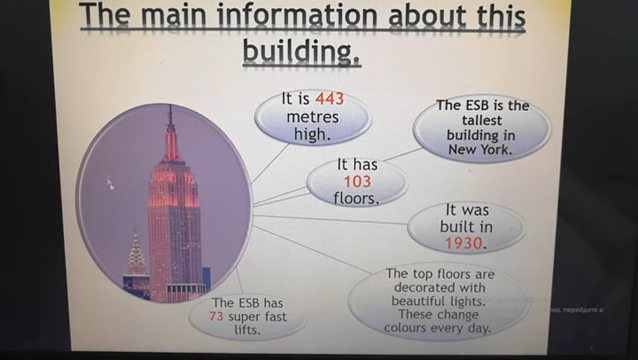 The main information about this
building.
It is 443
metres
high.
The ESB is the
tallest
building in
New York.
It has
103
floors.
It was
built in
1930.
The top floors are
decorated with
beautiful lights.
These change
colours every day.
The ESB has
73 super fast
lifts.
перейдите в